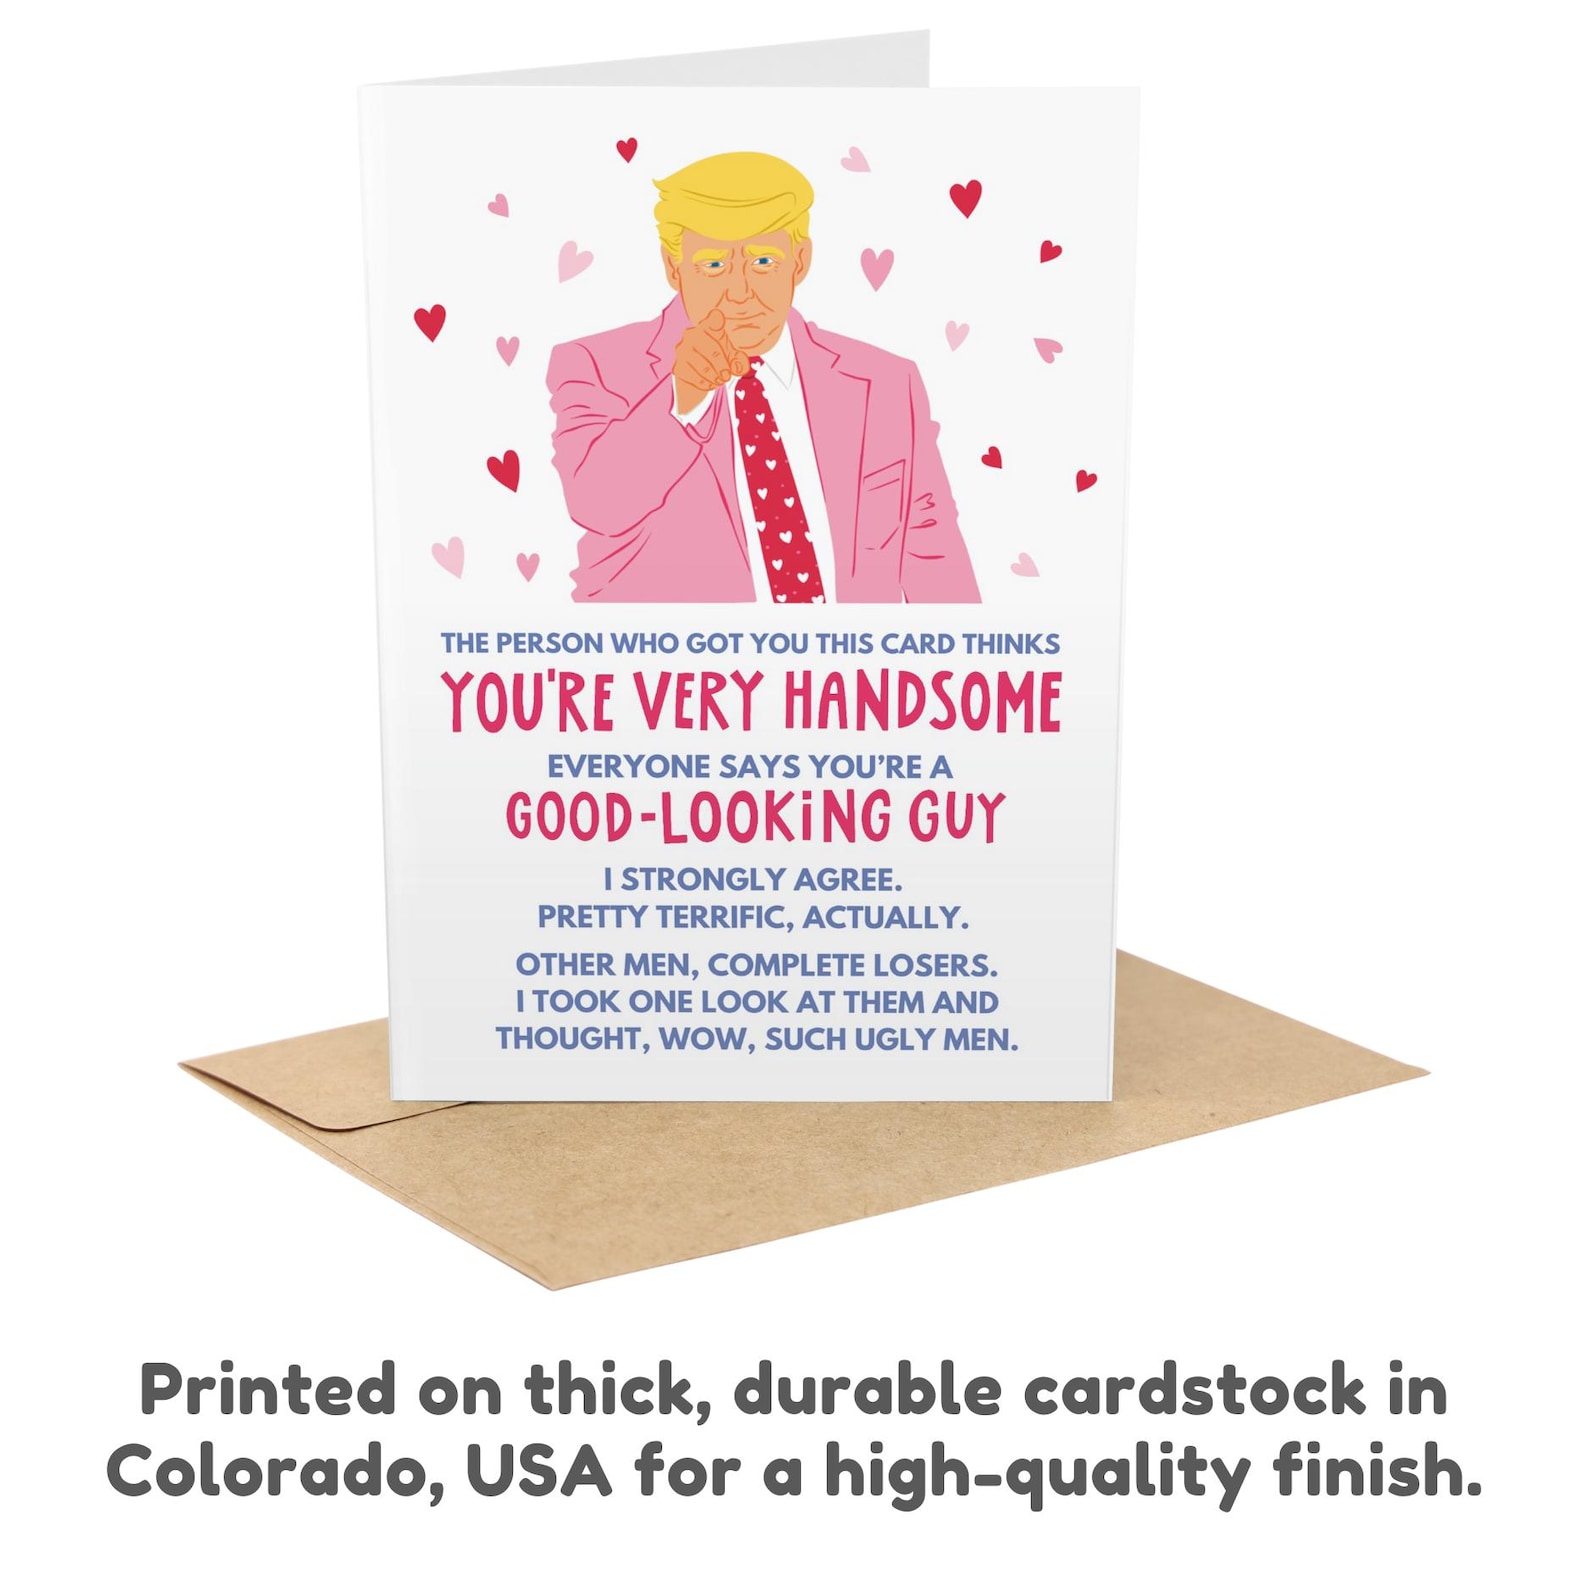 THE PERSON WHO GOT YOU THIS CARD THINKS
YOU'RE VERY HANDSOME
EVERYONE SAYS YOU’RE A
GOOD-LOOKiNG GUY
I STRONGLY AGREE.
PRETTY TERRIFIC, ACTUALLY.
OTHER MEN, COMPLETE LOSERS.
I TOOK ONE LOOK AT THEM AND
THOUGHT, WOW, SUCH UGLY MEN.
Printed on thick, durable cardstock in
Colorado, USA for a high-quality finish.